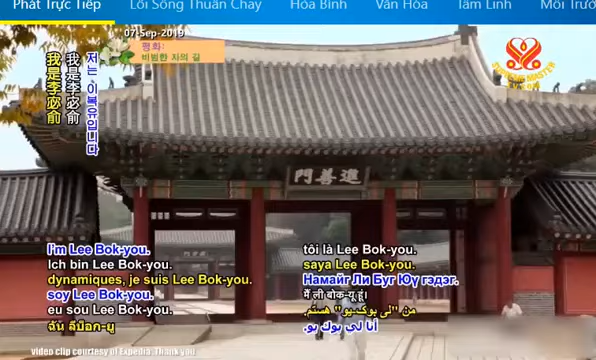 Phát Trực Tiếp
Lối Sống Thuần Chay
Hòa Bình
Văn Hóa
Tâm Linh
Môi Trườ
07-Sep-2019
평화:
비범한 자의 길
SUPREME MASTER
TV.COM
我是李必俞
我是李必俞
저는 이복유입니다
門善進
I'm Lee Bok-you.
Ich bin Lee Bok-you.
dynamiques, je suis Lee Bok-you.
soy Lee Bok-you.
eu sou Lee Bok-you.
ฉัน ลีบ๊อก-ยู
tôi là Lee Bok-you.
saya Lee Bok-you.
Намайг Ли Буг Юү гэдэг.
मैं ली बोक-यू हूं।
من "لی بوک-یو" هستم.
أنا لي بوك يو.
video clip courtesy of Expedia. Thank you